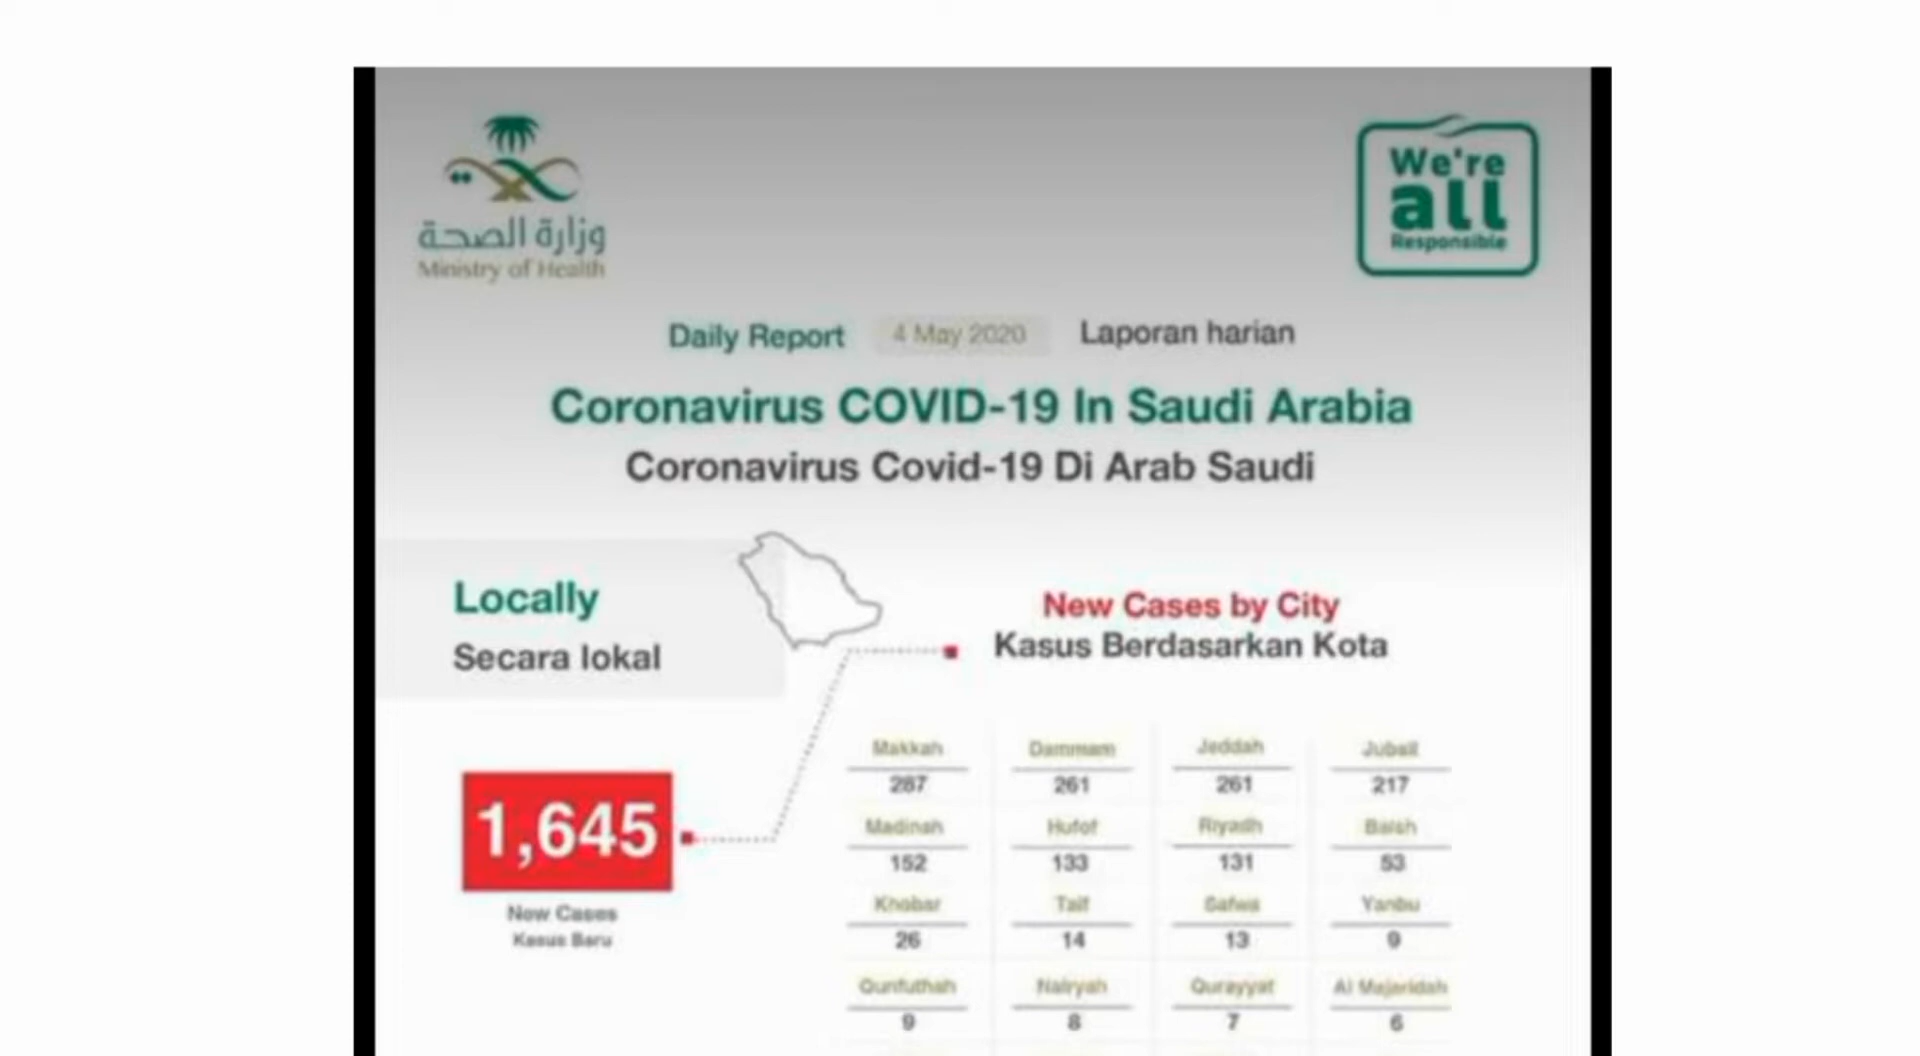 وزارة الصحة
Ministry of Health
We're
all
Responsible
Daily Report 4 May 2020 Laporan harian
Coronavirus COVID-19 In Saudi Arabia
Coronavirus Covid-19 Di Arab Saudi
Locally
Secara lokal
New Cases by City
Kasus Berdasarkan Kota
1,645
New Cases
Kasus Baru
Makkah Dammam Jeddah Jubail
287 261 261 217
Madinah Hufof Riyadh Baish
152 133 131 53
Khobar Taif Safwa Yanbu
26 14 13 9
Qunfuthah Nairyah Qurayyat Al Majaridah
9 8 7 6